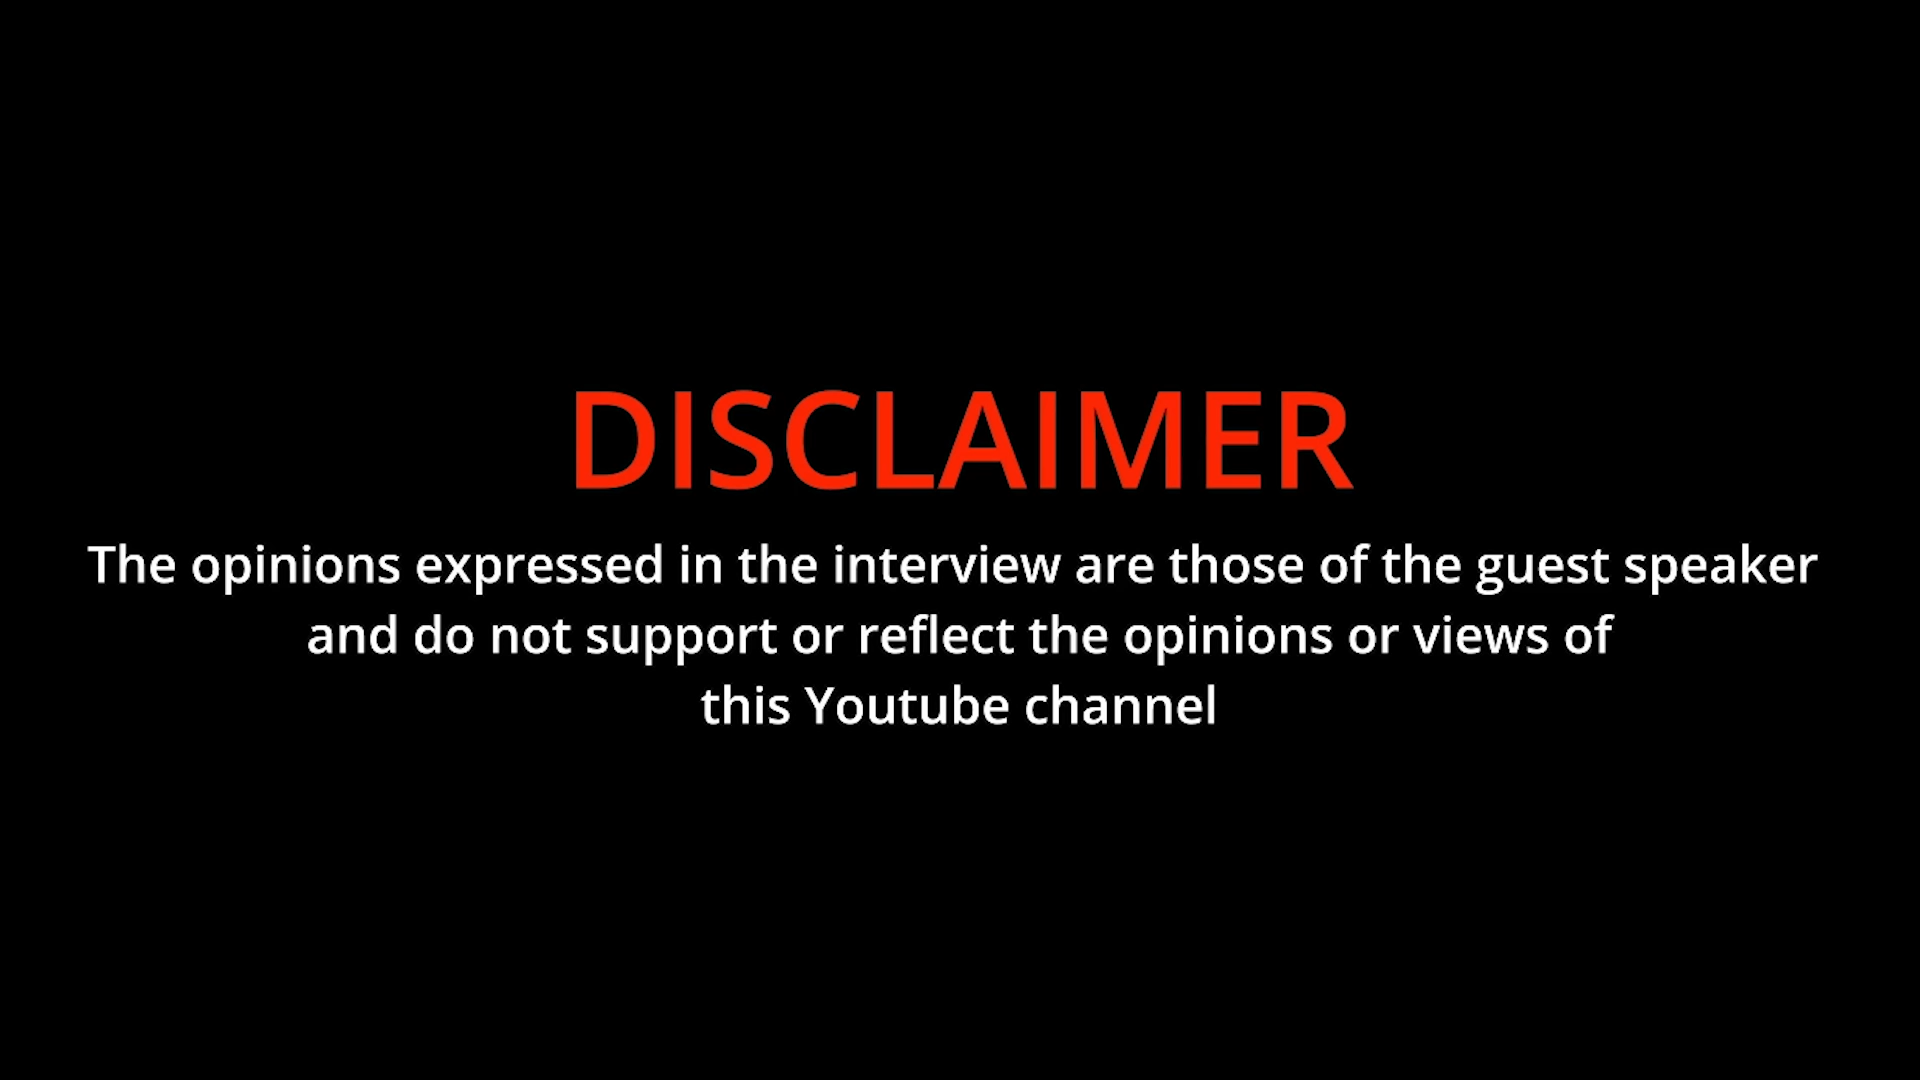 DISCLAIMER
The opinions expressed in the interview are those of the guest speaker
and do not support or reflect the opinions or views of
this Youtube channel